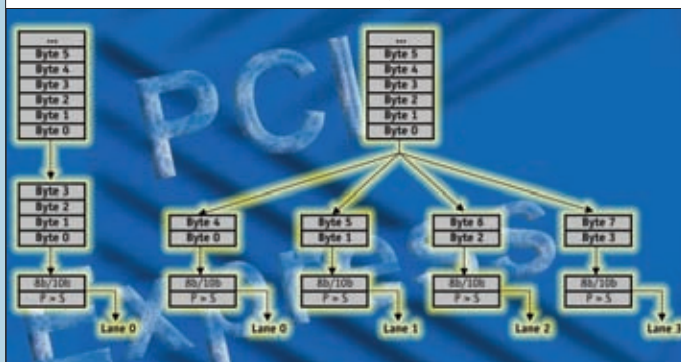 ...
Byte 5
Byte 4
Byte 3
Byte 2
Byte 1
Byte 0
Byte 3
Byte 2
Byte 1
Byte 0
8b/10b
P » S
Lane 0
...
Byte 5
Byte 4
Byte 3
Byte 2
Byte 1
Byte 0
Byte 4
Byte 0
8b/10b
P » S
Lane 0
Byte 5
Byte 1
8b/10b
P » S
Lane 1
Byte 6
Byte 2
8b/10b
P » S
Lane 2
Byte 7
Byte 3
8b/10b
P » S
Lane 3
PCI
EXPRESS